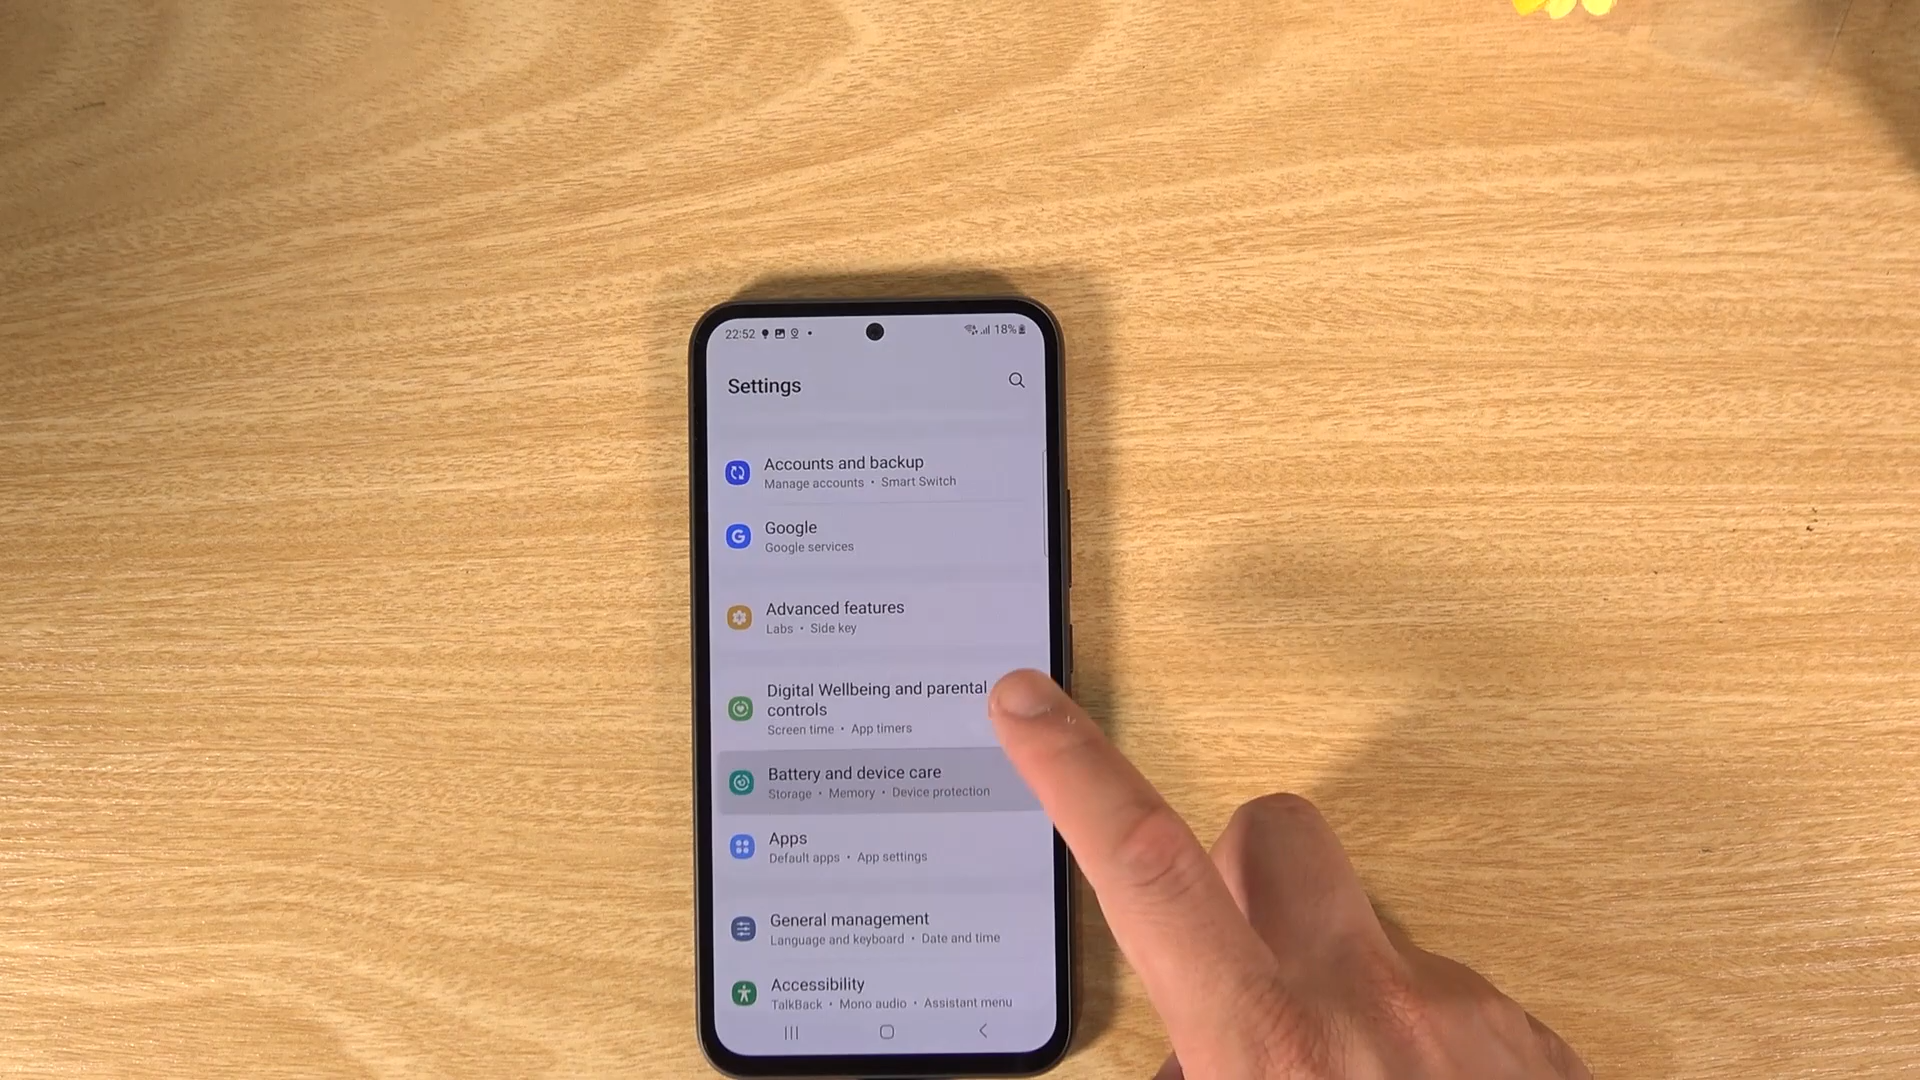 22:52
18%
Settings
Accounts and backup
Manage accounts • Smart Switch
Google
Google services
Advanced features
Labs • Side key
Digital Wellbeing and parental
controls
Screen time • App timers
Battery and device care
Storage • Memory • Device protection
Apps
Default apps • App settings
General management
Language and keyboard • Date and time
Accessibility
TalkBack • Mono audio • Assistant menu